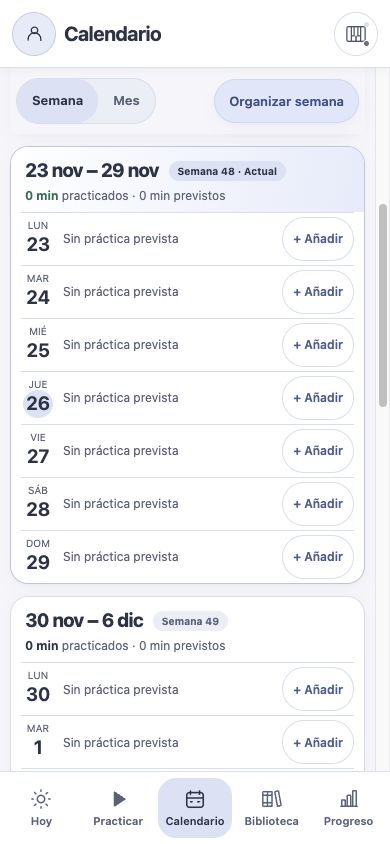 Calendario
Semana
Mes
Organizar semana
23 nov – 29 nov
Semana 48 · Actual
0 min practicados · 0 min previstos
LUN
23
Sin práctica prevista
+ Añadir
MAR
24
Sin práctica prevista
+ Añadir
MIÉ
25
Sin práctica prevista
+ Añadir
JUE
26
Sin práctica prevista
+ Añadir
VIE
27
Sin práctica prevista
+ Añadir
SÁB
28
Sin práctica prevista
+ Añadir
DOM
29
Sin práctica prevista
+ Añadir
30 nov – 6 dic
Semana 49
0 min practicados · 0 min previstos
LUN
30
Sin práctica prevista
+ Añadir
MAR
1
Sin práctica prevista
+ Añadir
Hoy
Practicar
Calendario
Biblioteca
Progreso